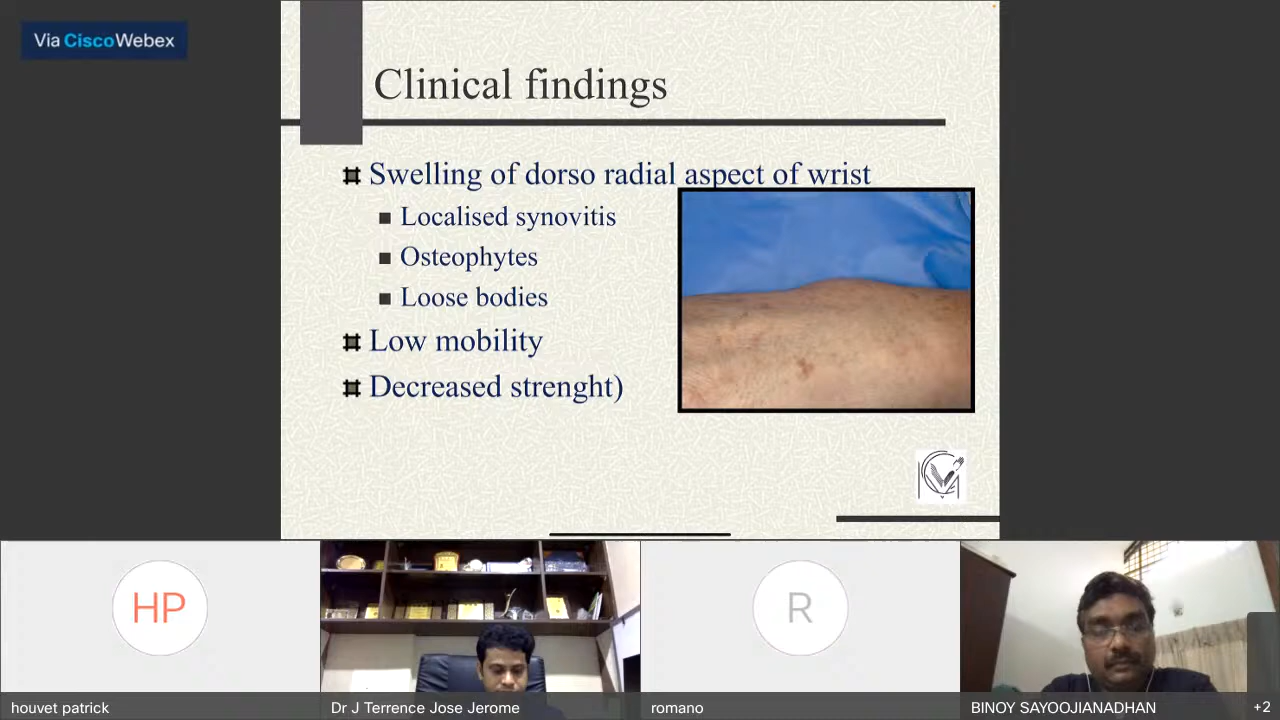 Via CiscoWebex
Clinical findings
Swelling of dorso radial aspect of wrist
Localised synovitis
Osteophytes
Loose bodies
Low mobility
Decreased strenght)
HP
R
houvet patrick
Dr J Terrence Jose Jerome
romano
BINOY SAYOOJIANADHAN
+2